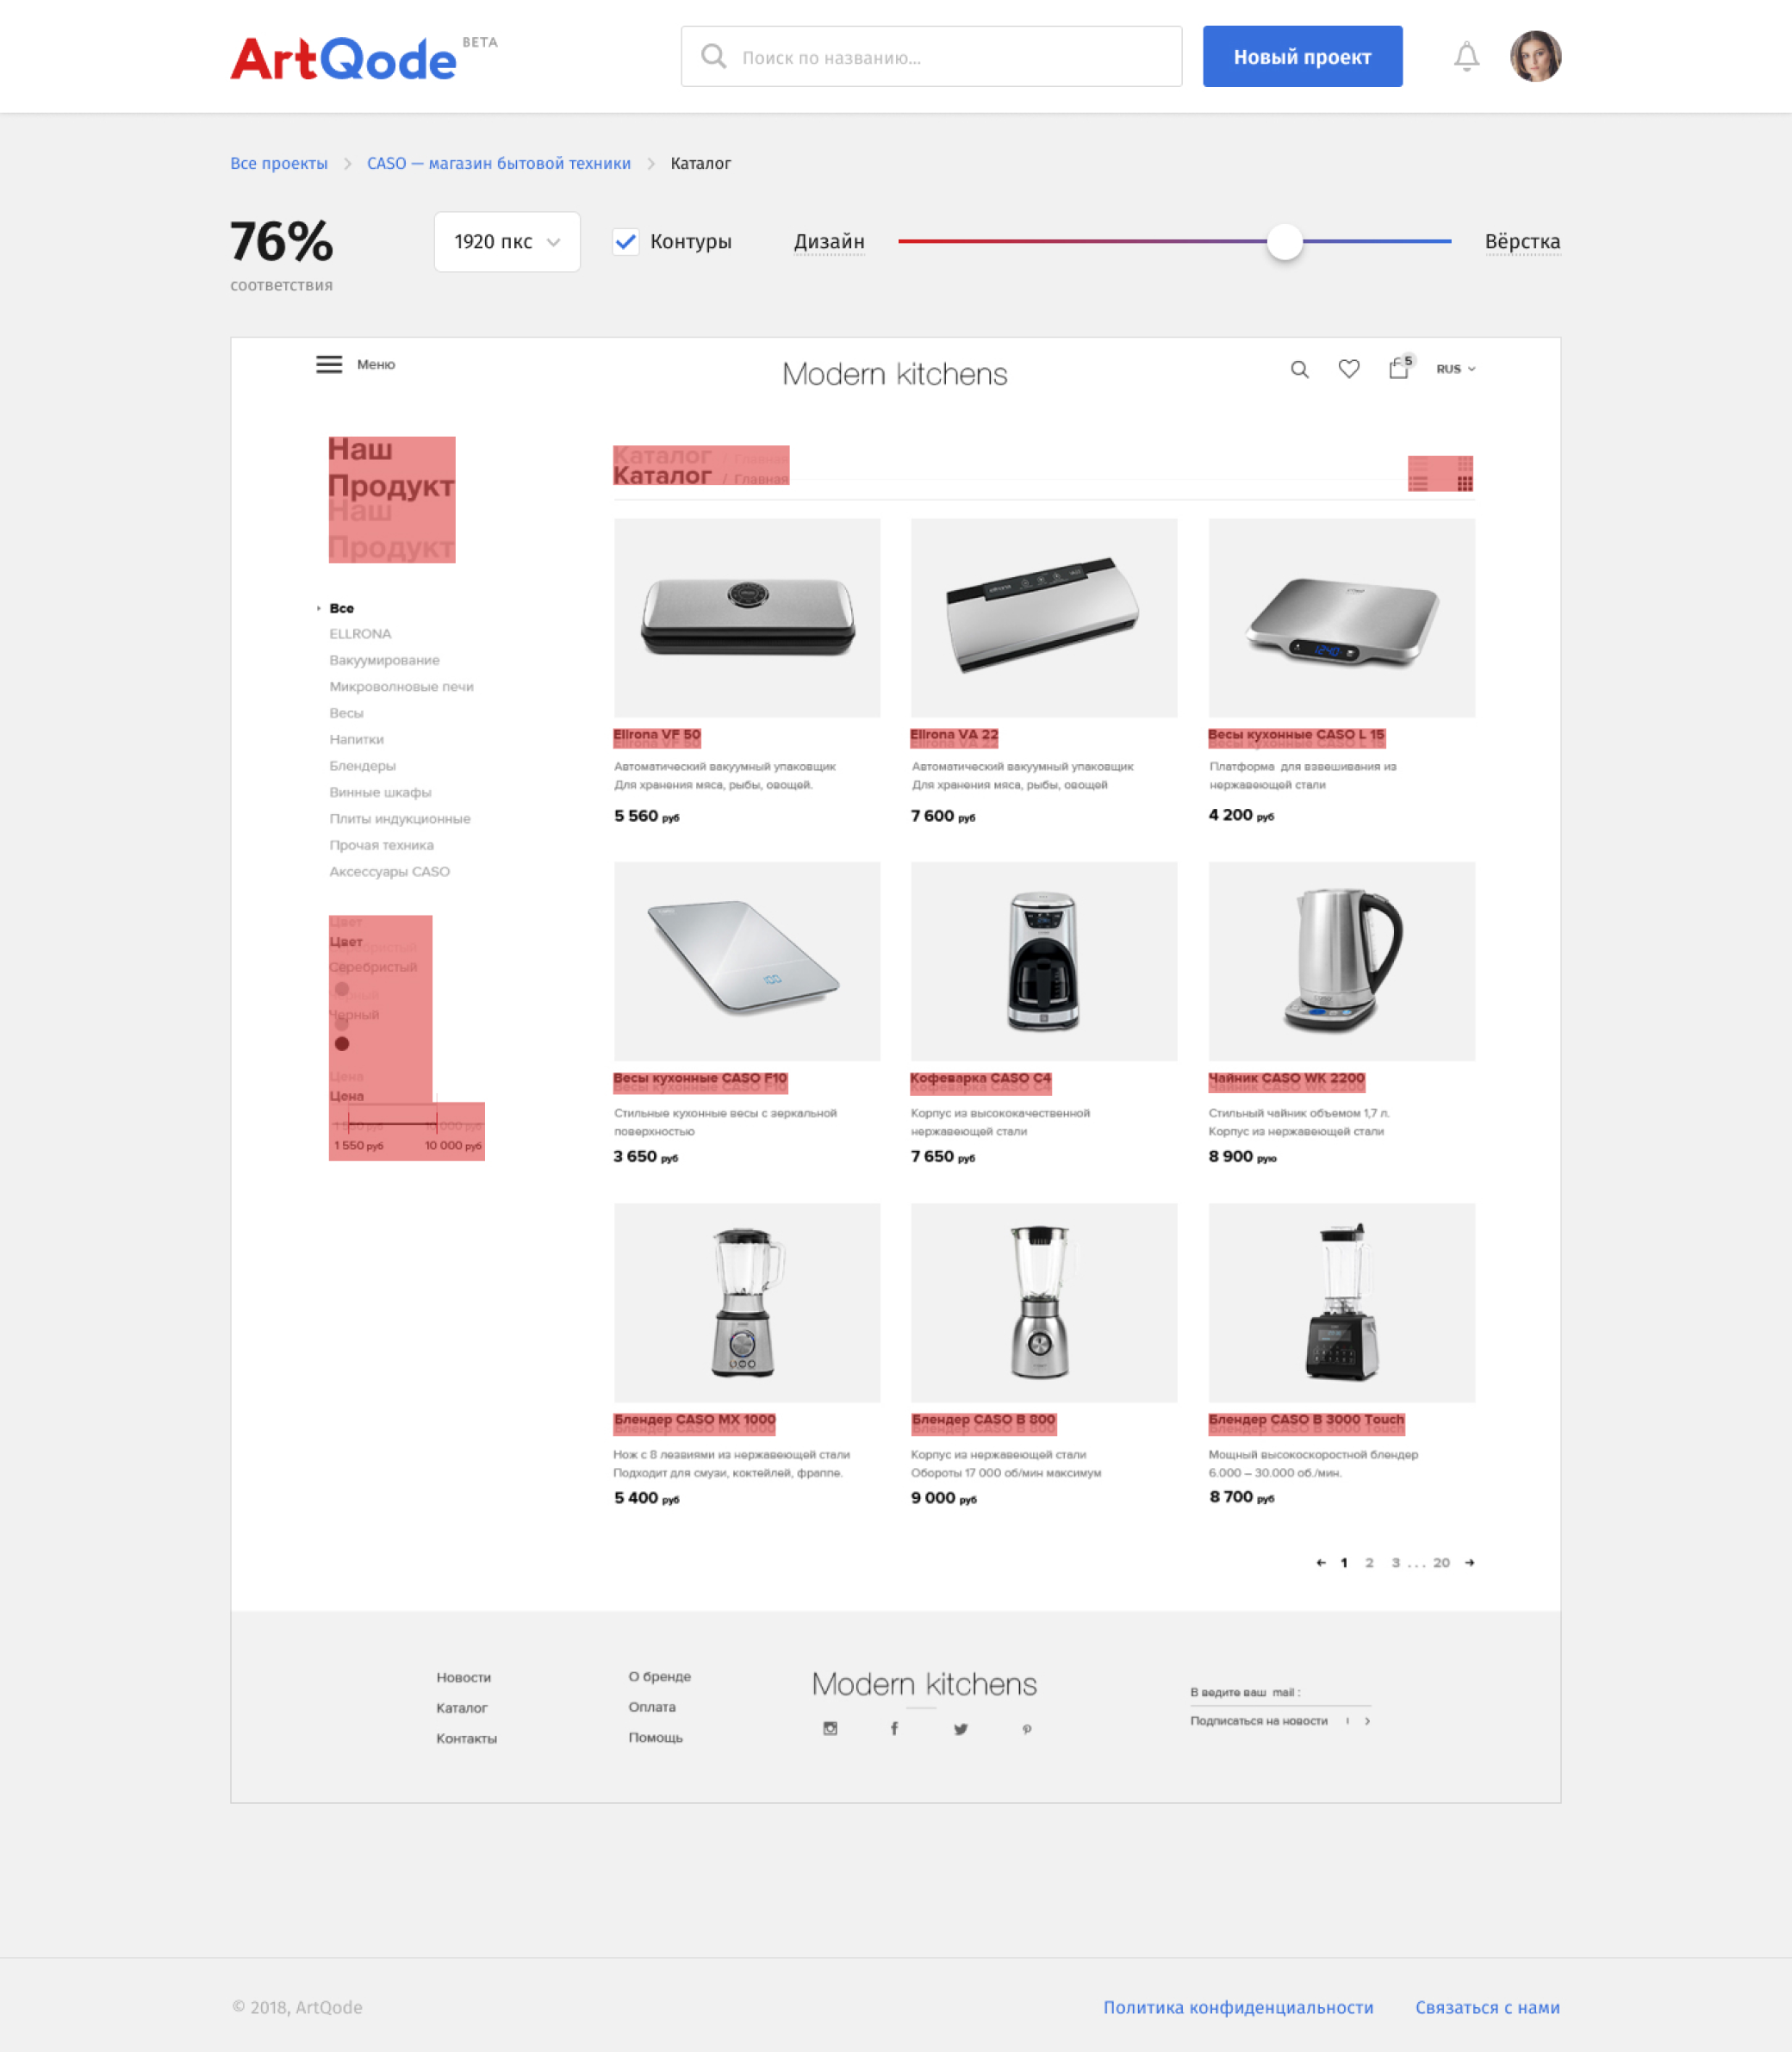 ArtQode BETA
Поиск по названию...
Новый проект
Все проекты
CASO — магазин бытовой техники
Каталог
76%
соответствия
1920 пкс
Контуры
Дизайн
Вёрстка
Меню
Modern kitchens
5
RUS
Наш
Продукт
Наш
Продукт
Каталог / Главная
Каталог / Главная
Все
ELLRONA
Вакуумирование
Микроволновые печи
Весы
Напитки
Блендеры
Винные шкафы
Плиты индукционные
Прочая техника
Аксессуары CASO
Цвет
Цвет
Серебристый
Черный
Черный
Цена
Цена
1 550 руб 10 000 руб
Ellrona VF 50
Автоматический вакуумный упаковщик
Для хранения мяса, рыбы, овощей.
5 560 руб
Ellrona VA 22
Автоматический вакуумный упаковщик
Для хранения мяса, рыбы, овощей
7 600 руб
Весы кухонные CASO L 15
Платформа для взвешивания из
нержавеющей стали
4 200 руб
Весы кухонные CASO F10
Стильные кухонные весы с зеркальной
поверхностью
3 650 руб
Кофеварка CASO C4
Корпус из высококачественной
нержавеющей стали
7 650 руб
Чайник CASO WK 2200
Стильный чайник объемом 1,7 л.
Корпус из нержавеющей стали
8 900 рую
Блендер CASO MX 1000
Нож с 8 лезвиями из нержавеющей стали
Подходит для смузи, коктейлей, фраппе.
5 400 руб
Блендер CASO B 800
Корпус из нержавеющей стали
Обороты 17 000 об/мин максимум
9 000 руб
Блендер CASO B 3000 Touch
Мощный высокоскоростной блендер
6.000 – 30.000 об./мин.
8 700 руб
← 1 2 3 ... 20 →
Новости
Каталог
Контакты
О бренде
Оплата
Помощь
Modern kitchens
В ведите ваш mail :
Подписаться на новости
© 2018, ArtQode
Политика конфиденциальности
Связаться с нами